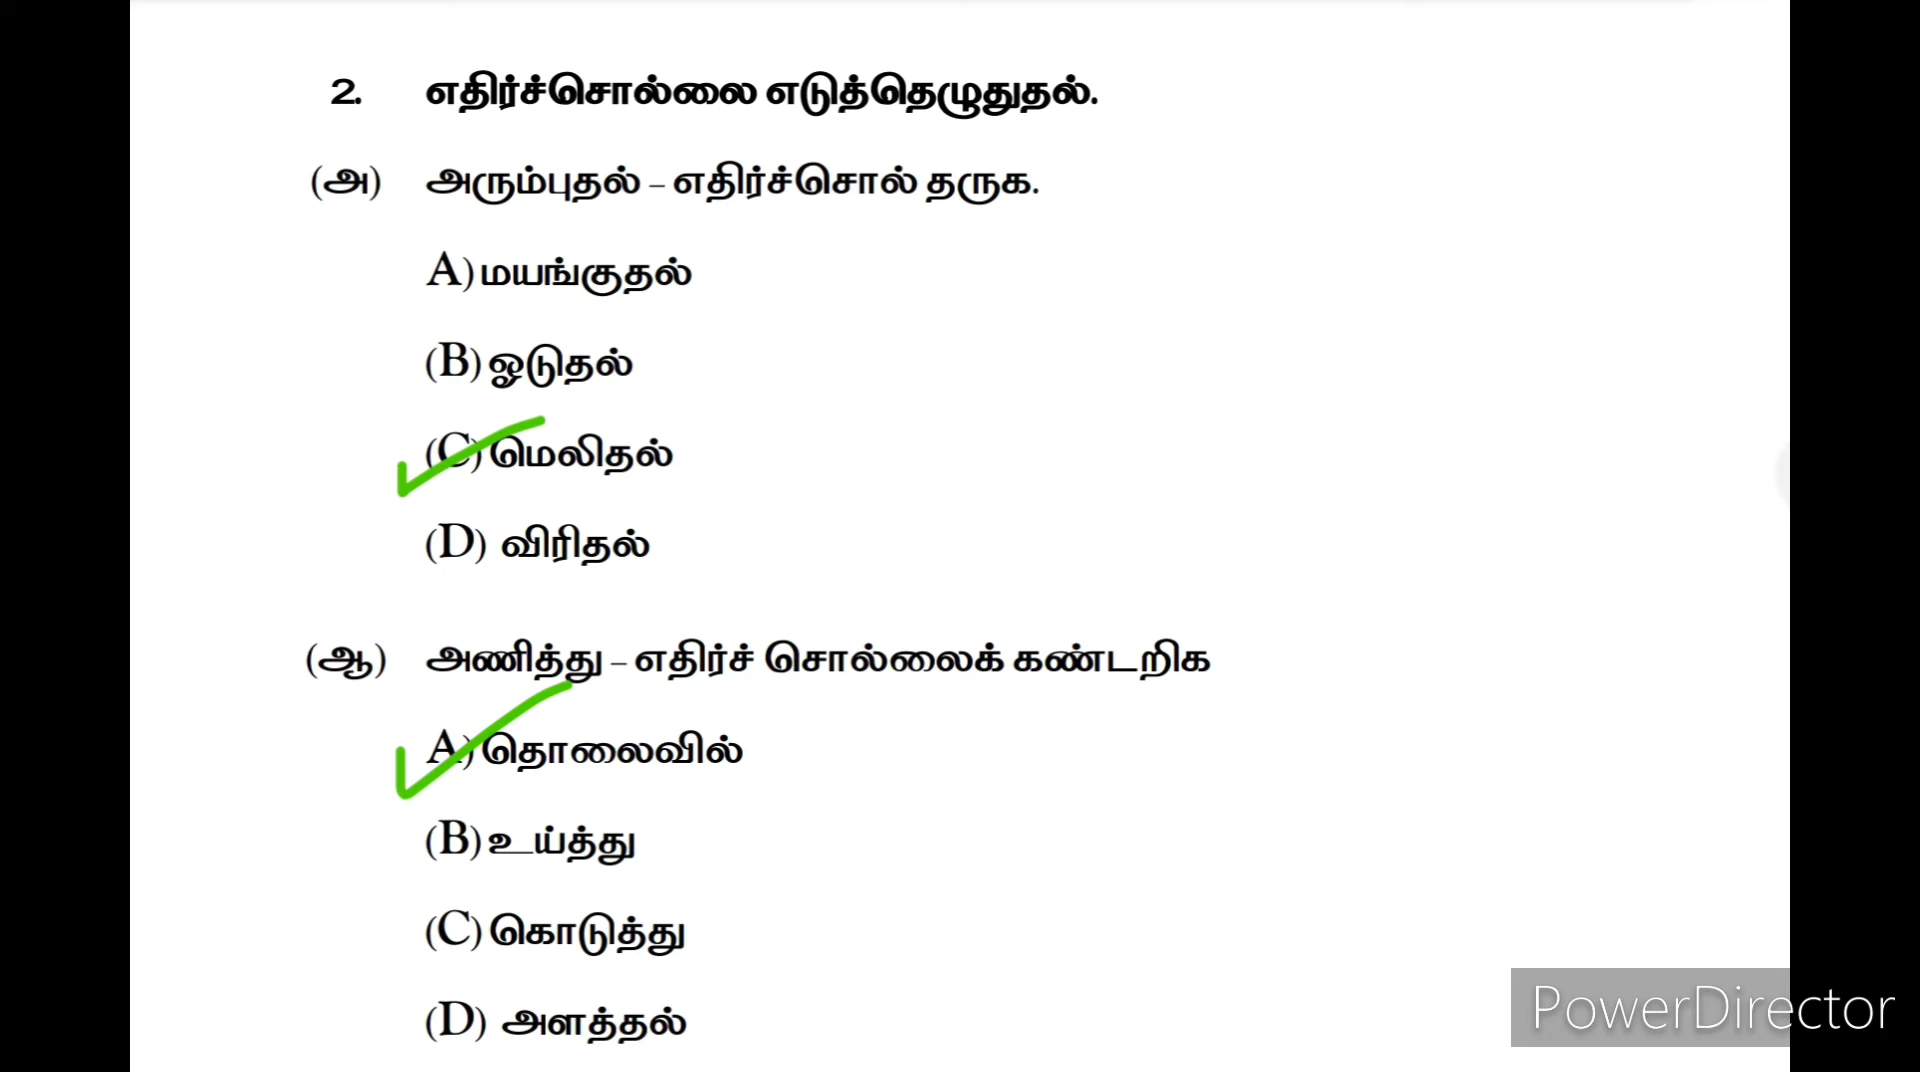 2. எதிர்ச்சொல்லை எடுத்தெழுதுதல்.
(அ) அரும்புதல் – எதிர்ச்சொல் தருக.
A) மயங்குதல்
(B) ஓடுதல்
(C) மெலிதல்
(D) விரிதல்
(ஆ) அணித்து – எதிர்ச் சொல்லைக் கண்டறிக
A) தொலைவில்
(B) உய்த்து
(C) கொடுத்து
(D) அளத்தல்
PowerDirector